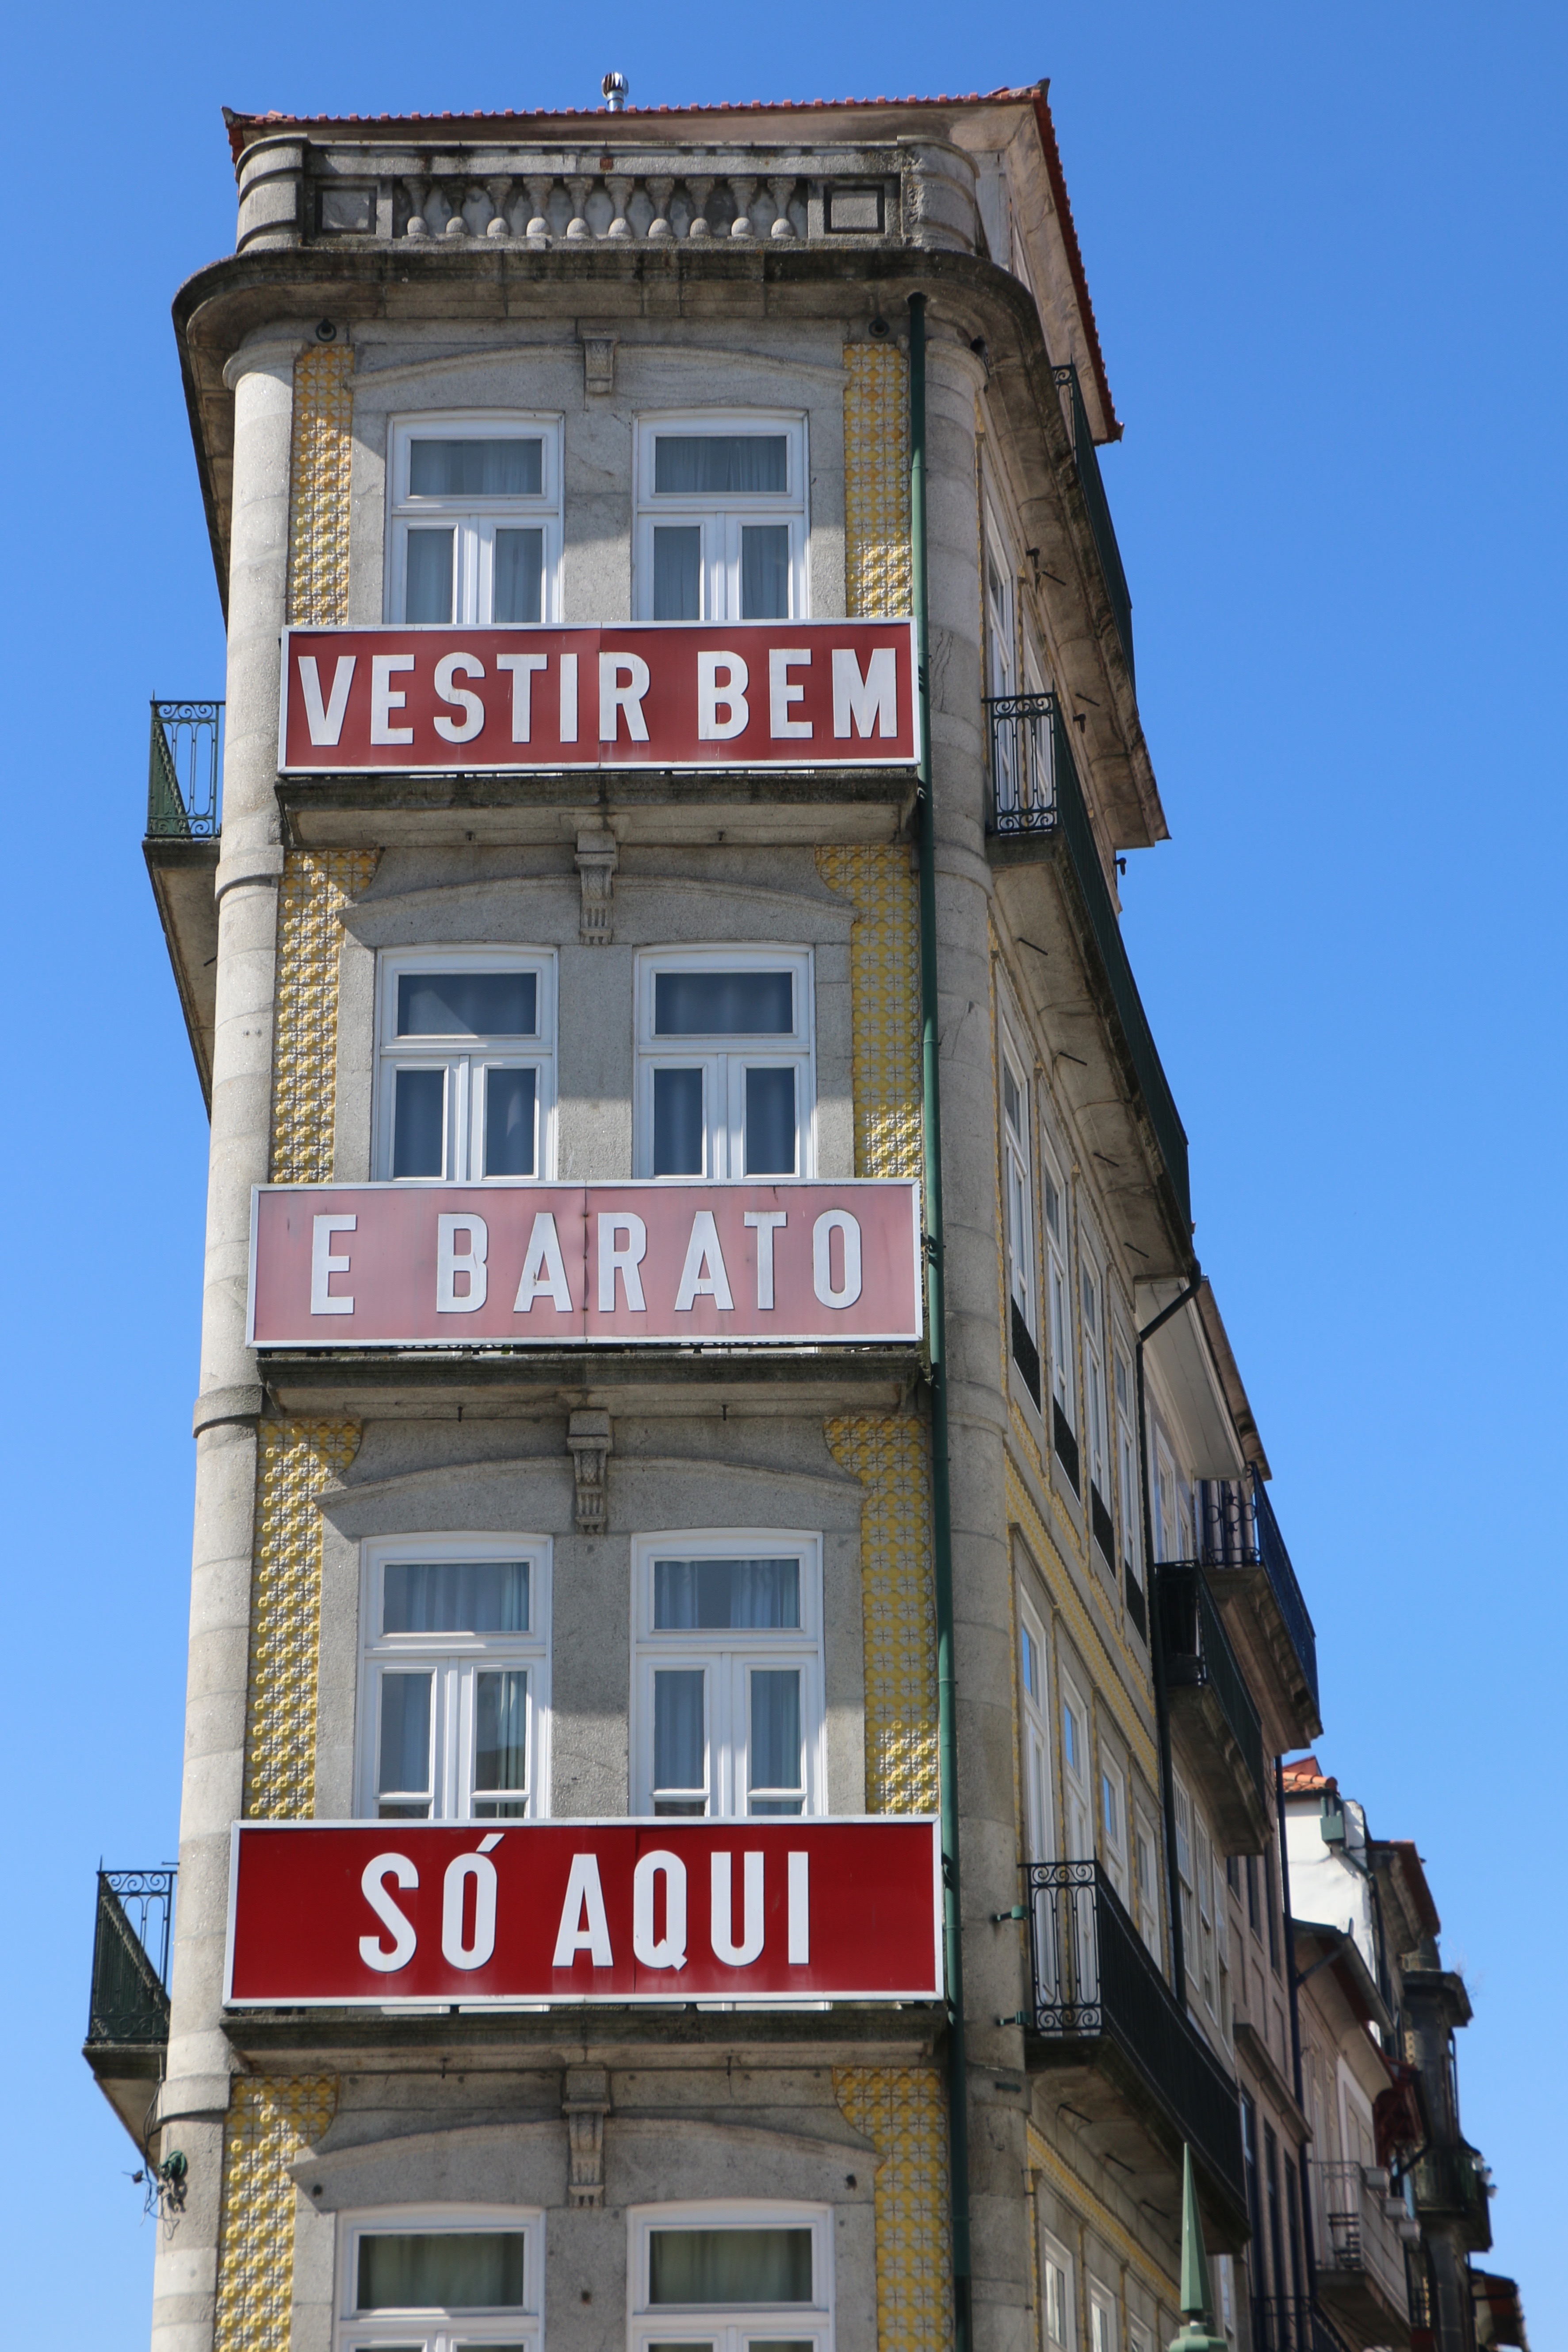 VESTIR BEM
E BARATO
SÓ AQUI